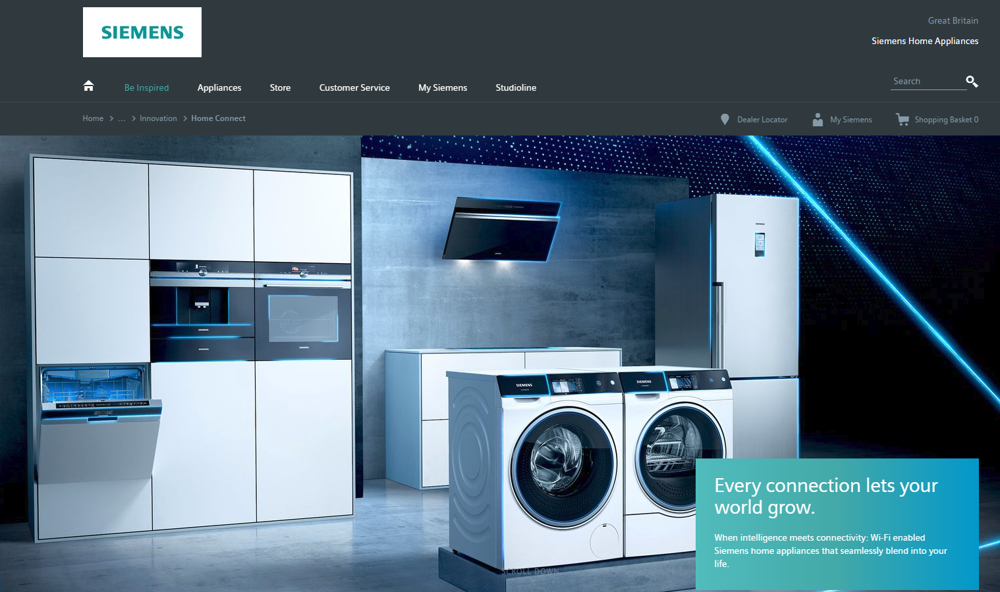 SIEMENS
Great Britain
Siemens Home Appliances
Be Inspired
Appliances
Store
Customer Service
My Siemens
Studioline
Search
Home
...
Innovation
Home Connect
Dealer Locator
My Siemens
Shopping Basket 0
SIEMENS
SIEMENS
SIEMENS
SIEMENS
SIEMENS
SIEMENS
SIEMENS
Every connection lets your
world grow.
When intelligence meets connectivity: Wi-Fi enabled
Siemens home appliances that seamlessly blend into your
life.
SCROLL DOWN